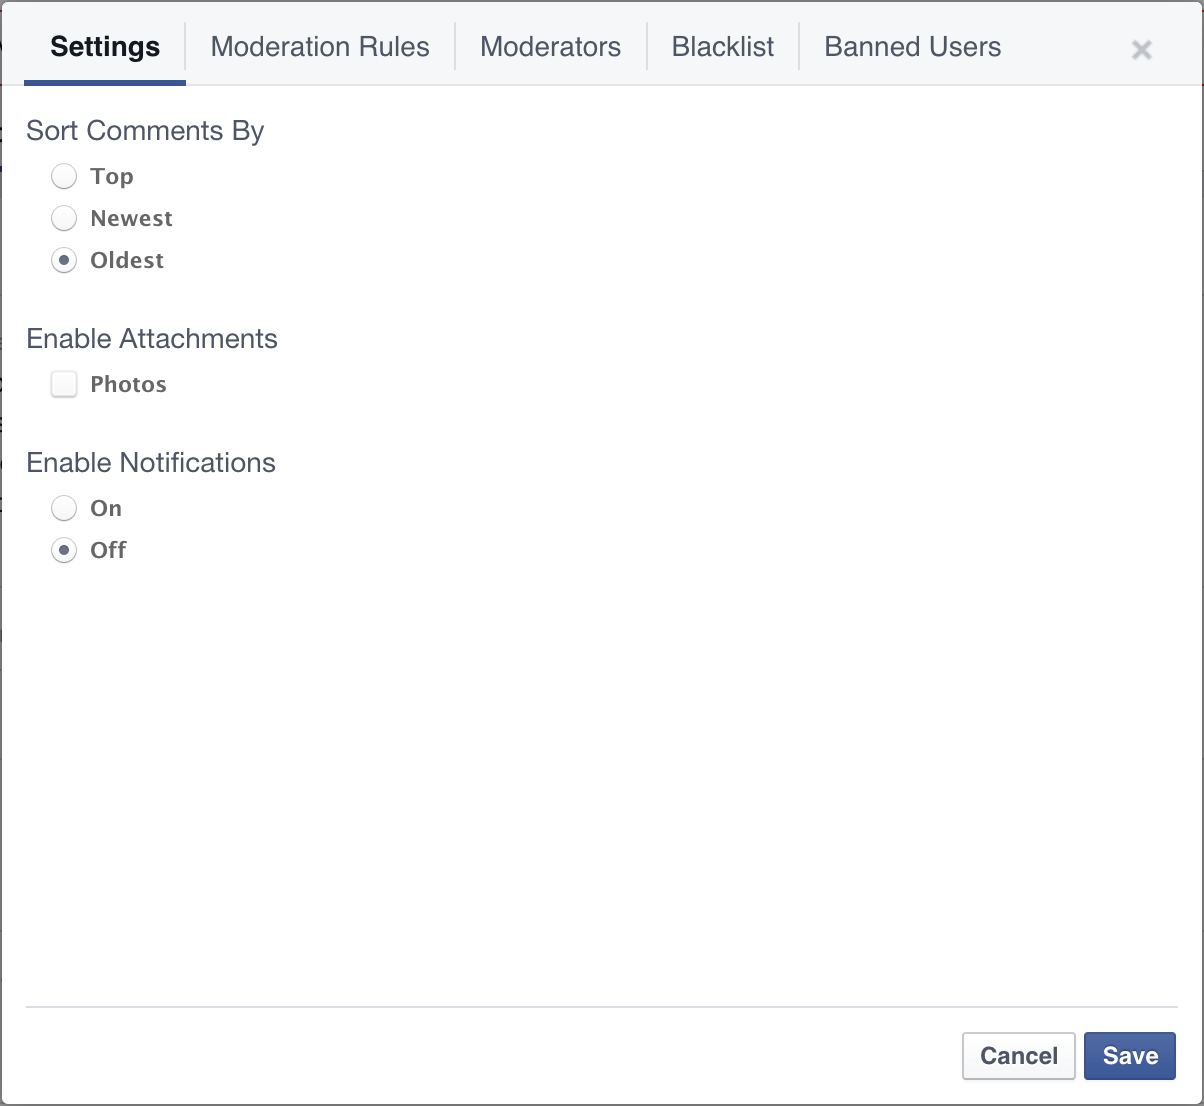 Settings Moderation Rules Moderators Blacklist Banned Users
Sort Comments By
Top
Newest
Oldest
Enable Attachments
Photos
Enable Notifications
On
Off
Cancel Save